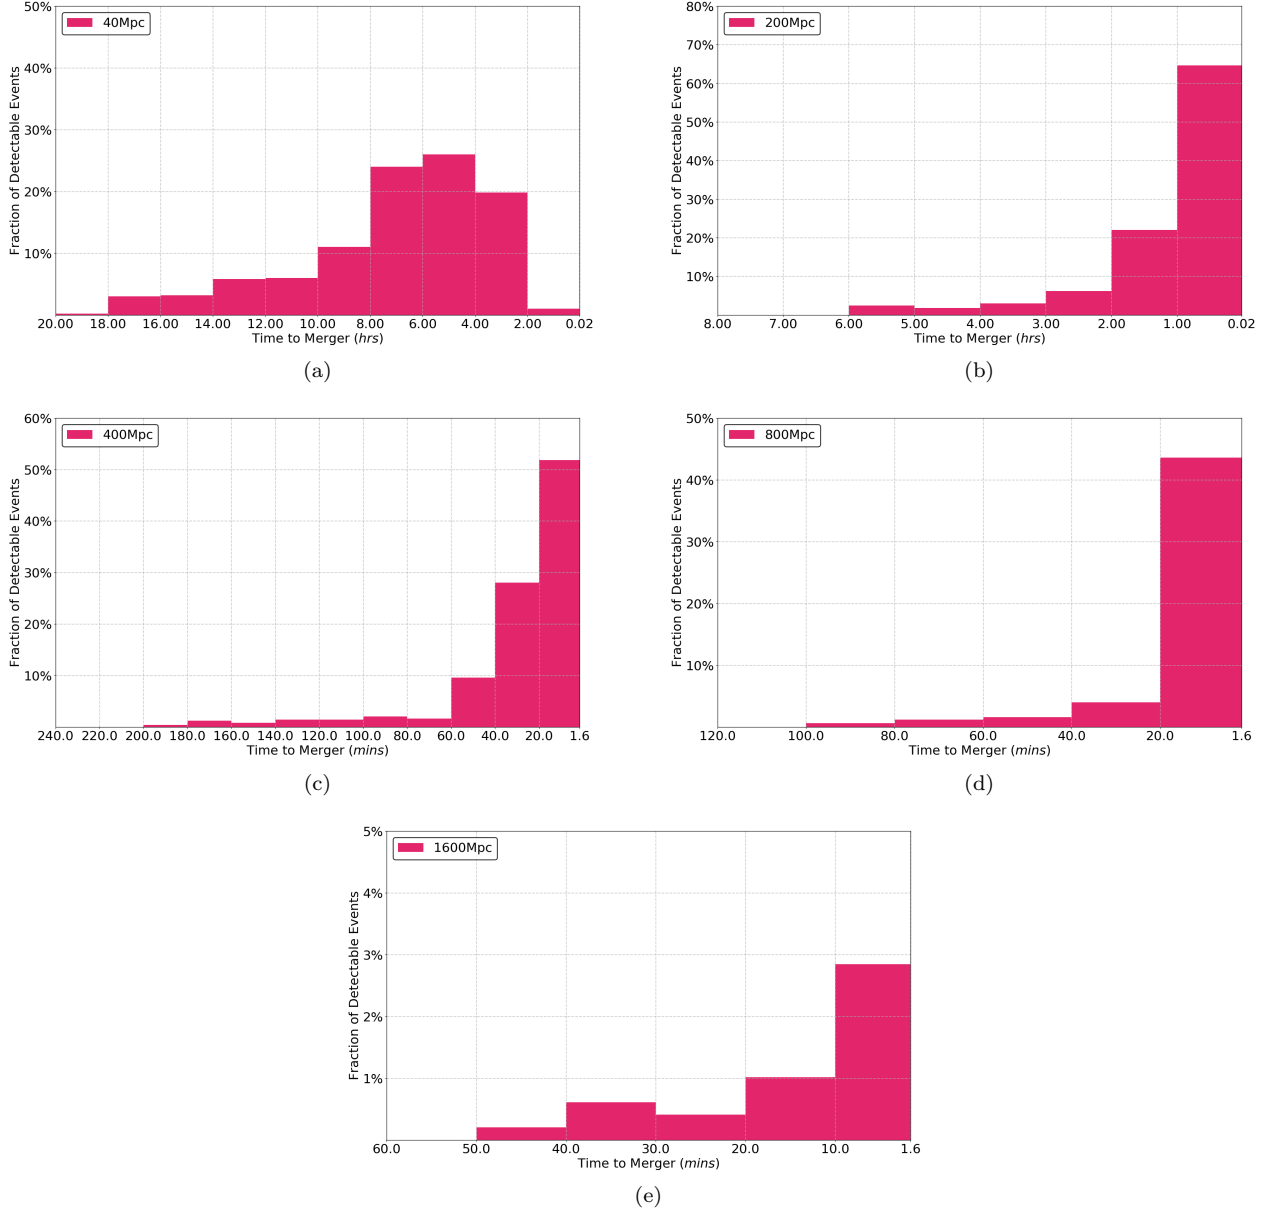 50%
40%
30%
20%
10%
Fraction of Detectable Events
40Mpc
20.00 18.00 16.00 14.00 12.00 10.00 8.00 6.00 4.00 2.00 0.02
Time to Merger (hrs)
(a)
80%
70%
60%
50%
40%
30%
20%
10%
Fraction of Detectable Events
200Mpc
8.00 7.00 6.00 5.00 4.00 3.00 2.00 1.00 0.02
Time to Merger (hrs)
(b)
60%
50%
40%
30%
20%
10%
Fraction of Detectable Events
400Mpc
240.0 220.0 200.0 180.0 160.0 140.0 120.0 100.0 80.0 60.0 40.0 20.0 1.6
Time to Merger (mins)
(c)
50%
40%
30%
20%
10%
Fraction of Detectable Events
800Mpc
120.0 100.0 80.0 60.0 40.0 20.0 1.6
Time to Merger (mins)
(d)
5%
4%
3%
2%
1%
Fraction of Detectable Events
1600Mpc
60.0 50.0 40.0 30.0 20.0 10.0 1.6
Time to Merger (mins)
(e)